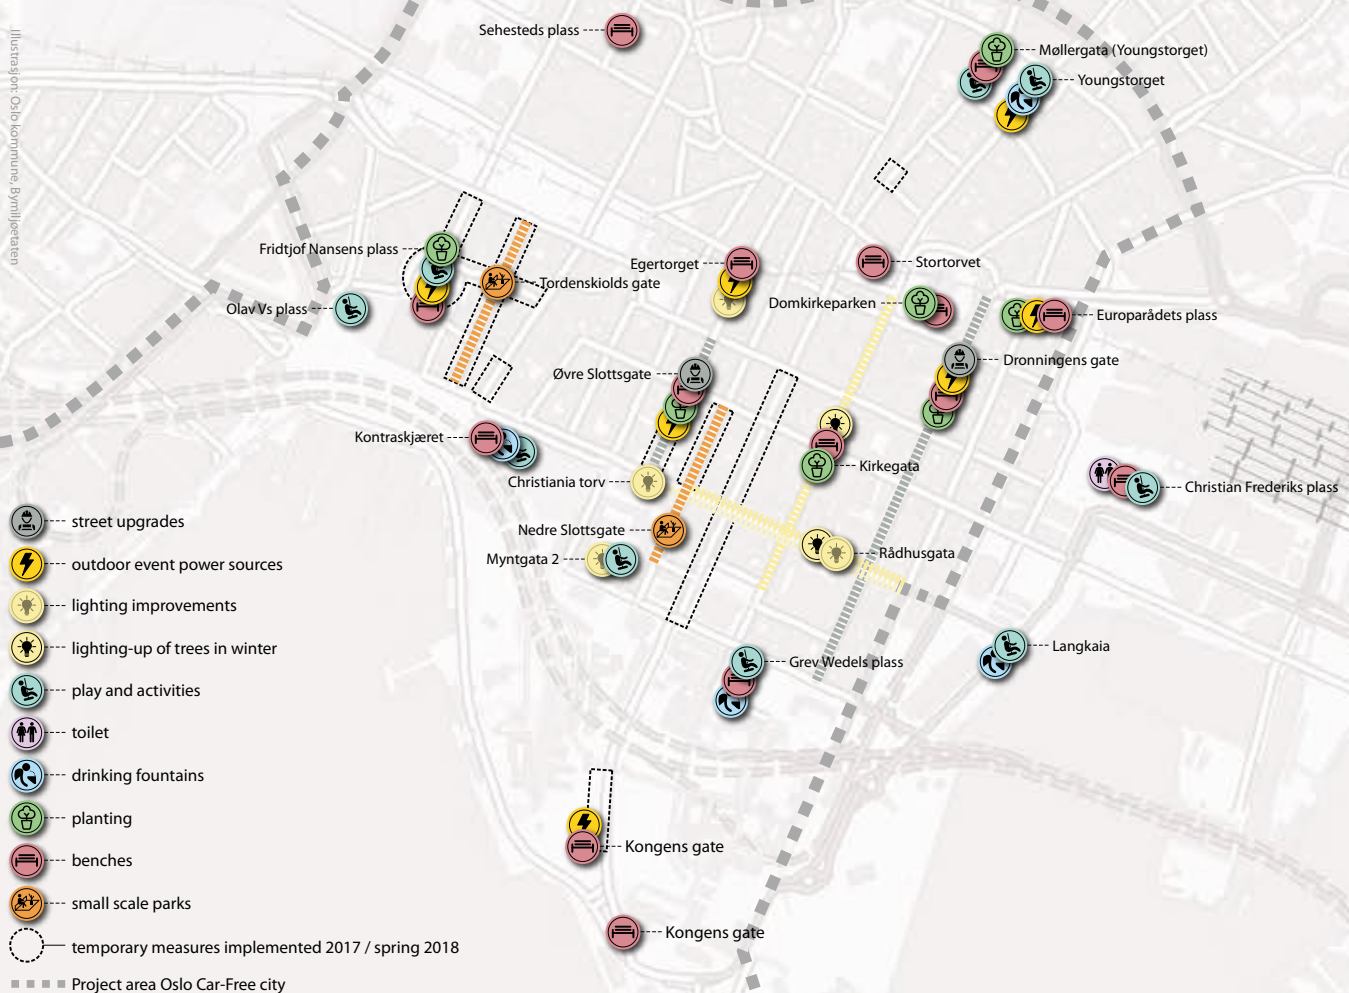 Illustrasjon: Oslo kommune, Bymiljøetaten
Sehesteds plass
Møllergata (Youngstorget)
Youngstorget
Fridtjof Nansens plass
Egertorget
Stortorvet
Tordenskiolds gate
Olav Vs plass
Domkirkeparken
Europarådets plass
Øvre Slottsgate
Dronningens gate
Kontraskjæret
Kirkegata
Christiania torv
Christian Frederiks plass
Nedre Slottsgate
Myntgata 2
Rådhusgata
Langkaia
Grev Wedels plass
Kongens gate
Kongens gate
street upgrades
outdoor event power sources
lighting improvements
lighting-up of trees in winter
play and activities
toilet
drinking fountains
planting
benches
small scale parks
temporary measures implemented 2017 / spring 2018
Project area Oslo Car-Free city